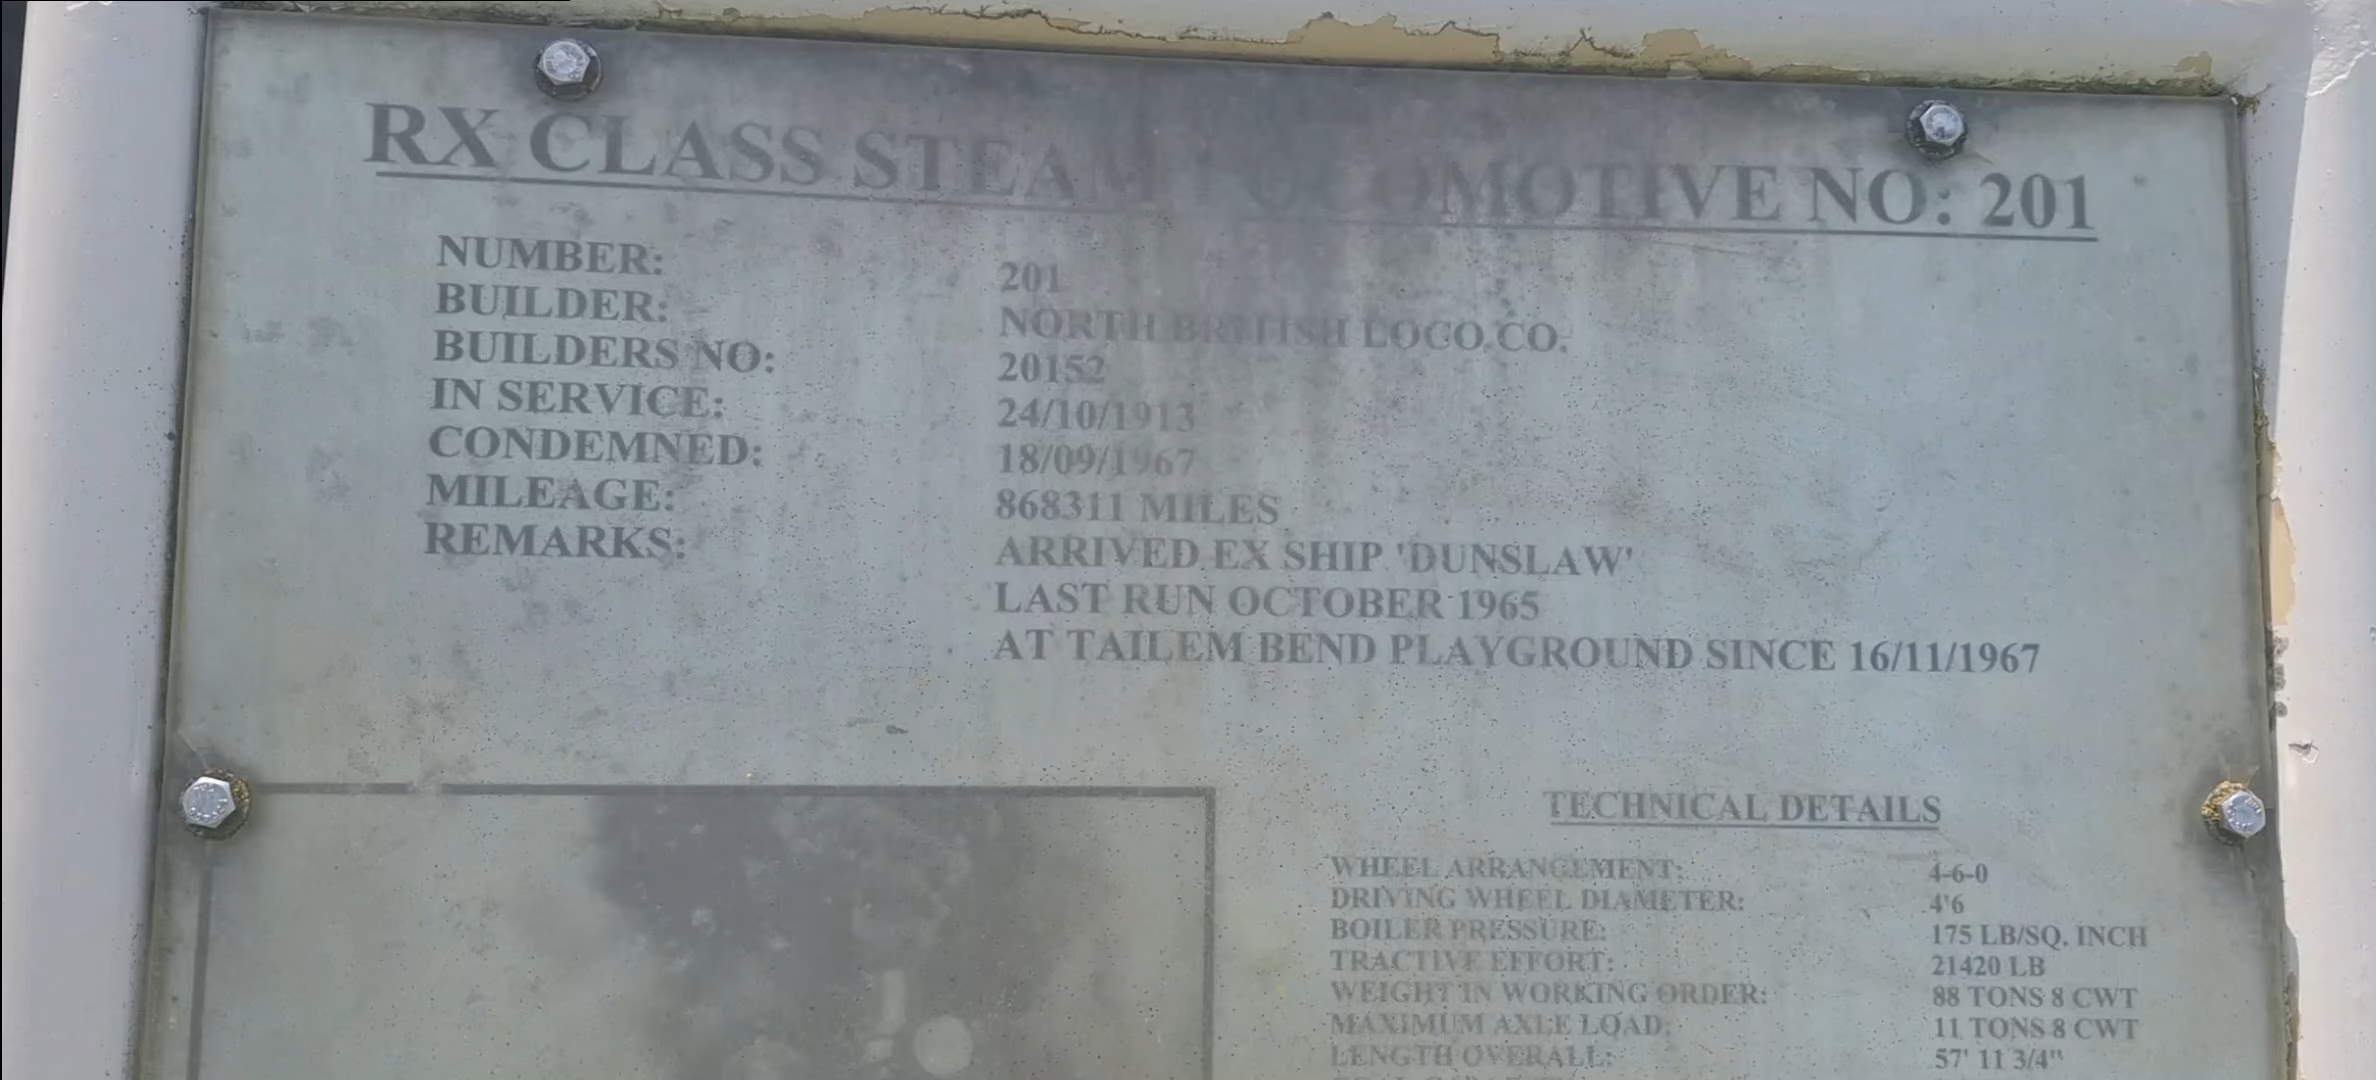 RX CLASS STEAM LOCOMOTIVE NO: 201
NUMBER: 201
BUILDER: NORTH BRITISH LOCO.CO.
BUILDERS NO: 20152
IN SERVICE: 24/10/1913
CONDEMNED: 18/09/1967
MILEAGE: 868311 MILES
REMARKS: ARRIVED EX SHIP 'DUNSLAW'
LAST RUN OCTOBER 1965
AT TAILEM BEND PLAYGROUND SINCE 16/11/1967
TECHNICAL DETAILS
WHEEL ARRANGEMENT: 4-6-0
DRIVING WHEEL DIAMETER: 4'6
BOILER PRESSURE: 175 LB/SQ. INCH
TRACTIVE EFFORT: 21420 LB
WEIGHT IN WORKING ORDER: 88 TONS 8 CWT
MAXIMUM AXLE LOAD: 11 TONS 8 CWT
LENGTH OVERALL: 57' 11 3/4"